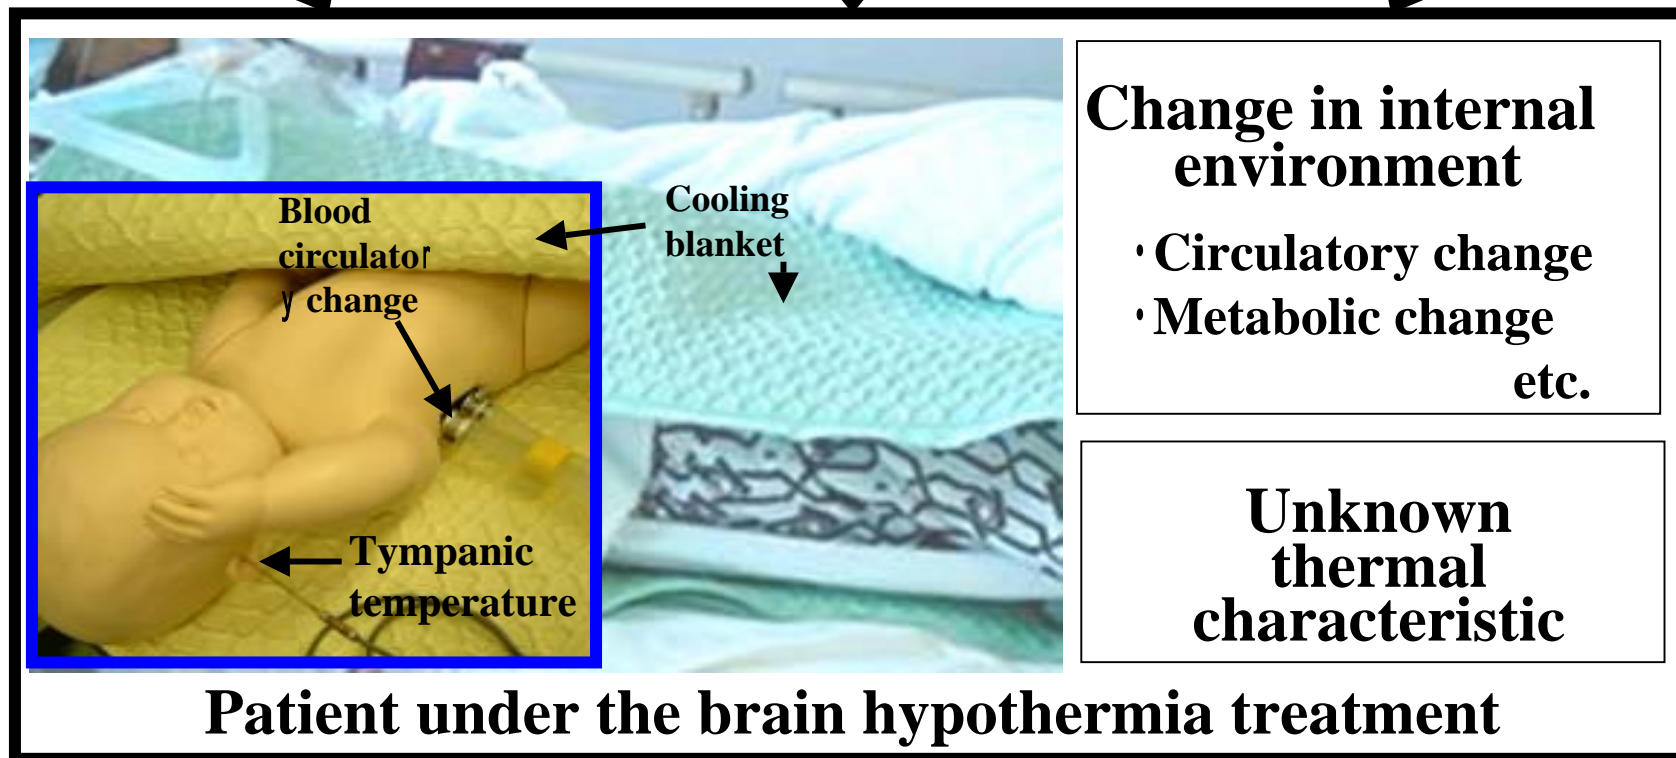 Blood
circulator
y change
Cooling
blanket
Tympanic
temperature
Change in internal
environment
・Circulatory change
・Metabolic change
etc.
Unknown
thermal
characteristic
Patient under the brain hypothermia treatment